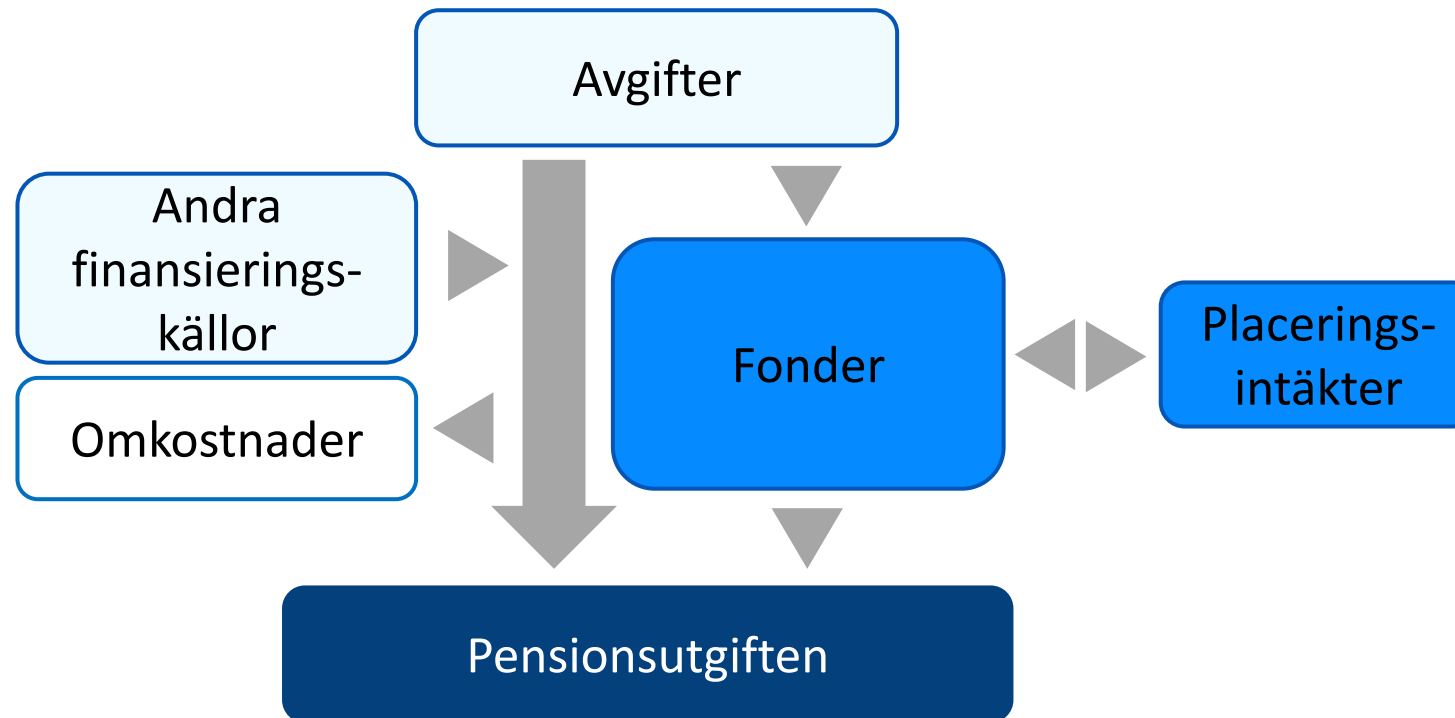 Avgifter
Andra
finansierings-
källor
Omkostnader
Fonder
Placerings-
intäkter
Pensionsutgiften